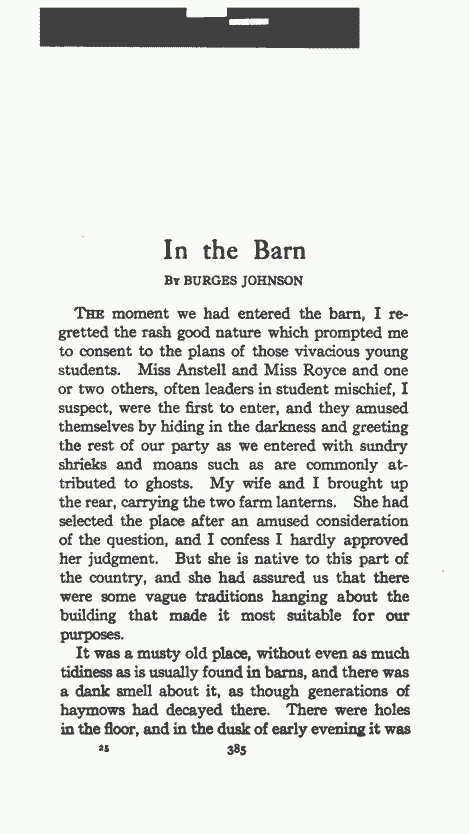 In the Barn
By BURGES JOHNSON
THE moment we had entered the barn, I re-
gretted the rash good nature which prompted me
to consent to the plans of those vivacious young
students. Miss Anstell and Miss Royce and one
or two others, often leaders in student mischief, I
suspect, were the first to enter, and they amused
themselves by hiding in the darkness and greeting
the rest of our party as we entered with sundry
shrieks and moans such as are commonly at-
tributed to ghosts. My wife and I brought up
the rear, carrying the two farm lanterns. She had
selected the place after an amused consideration
of the question, and I confess I hardly approved
her judgment. But she is native to this part of
the country, and she had assured us that there
were some vague traditions hanging about the
building that made it most suitable for our
purposes.
It was a musty old place, without even as much
tidiness as is usually found in barns, and there was
a dank smell about it, as though generations of
haymows had decayed there. There were holes
in the floor, and in the dusk of early evening it was
25 385